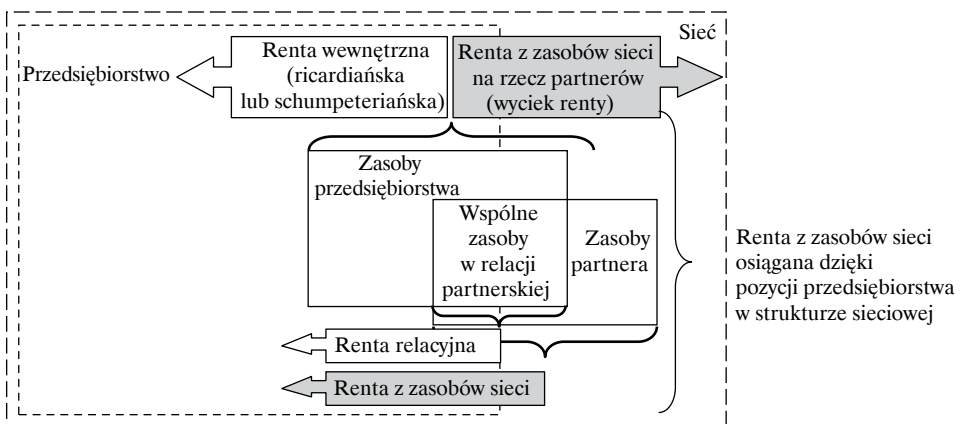 Sieć
Przedsiębiorstwo
Renta wewnętrzna
(ricardiańska
lub schumpeteriańska)
Renta z zasobów sieci
na rzecz partnerów
(wyciek renty)
Zasoby
przedsiębiorstwa
Wspólne
zasoby
w relacji
partnerskiej
Zasoby
partnera
Renta z zasobów sieci
osiągana dzięki
pozycji przedsiębiorstwa
w strukturze sieciowej
Renta relacyjna
Renta z zasobów sieci